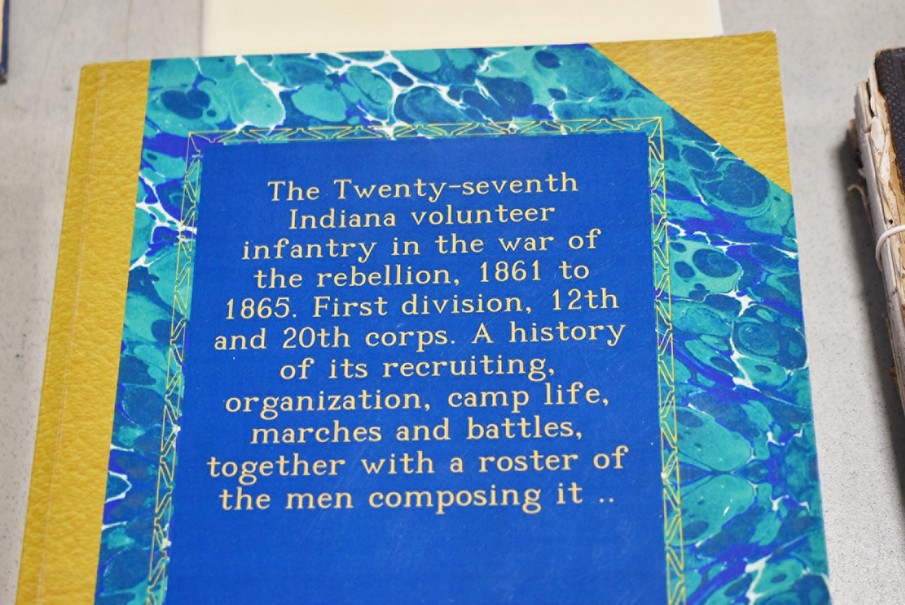 The Twenty-seventh
Indiana volunteer
infantry in the war of
the rebellion, 1861 to
1865. First division, 12th
and 20th corps. A history
of its recruiting,
organization, camp life,
marches and battles,
together with a roster of
the men composing it ..